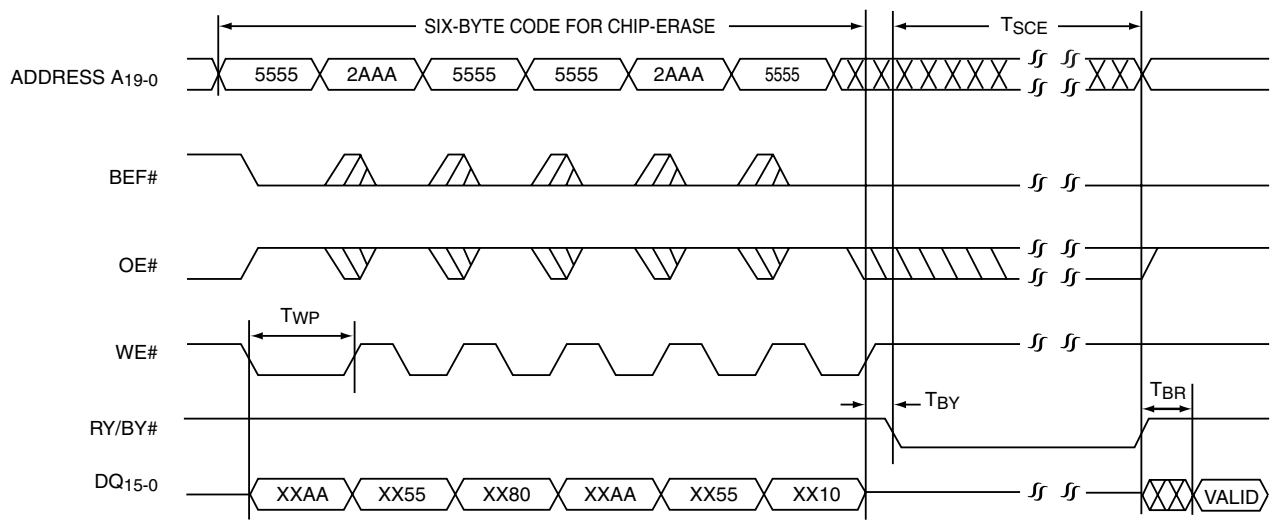 SIX-BYTE CODE FOR CHIP-ERASE TSCE
ADDRESS A19-0 5555 2AAA 5555 5555 2AAA 5555
BEF#
OE#
TWP
WE#
TBY TBR
RY/BY#
DQ15-0 XXAA XX55 XX80 XXAA XX55 XX10 VALID